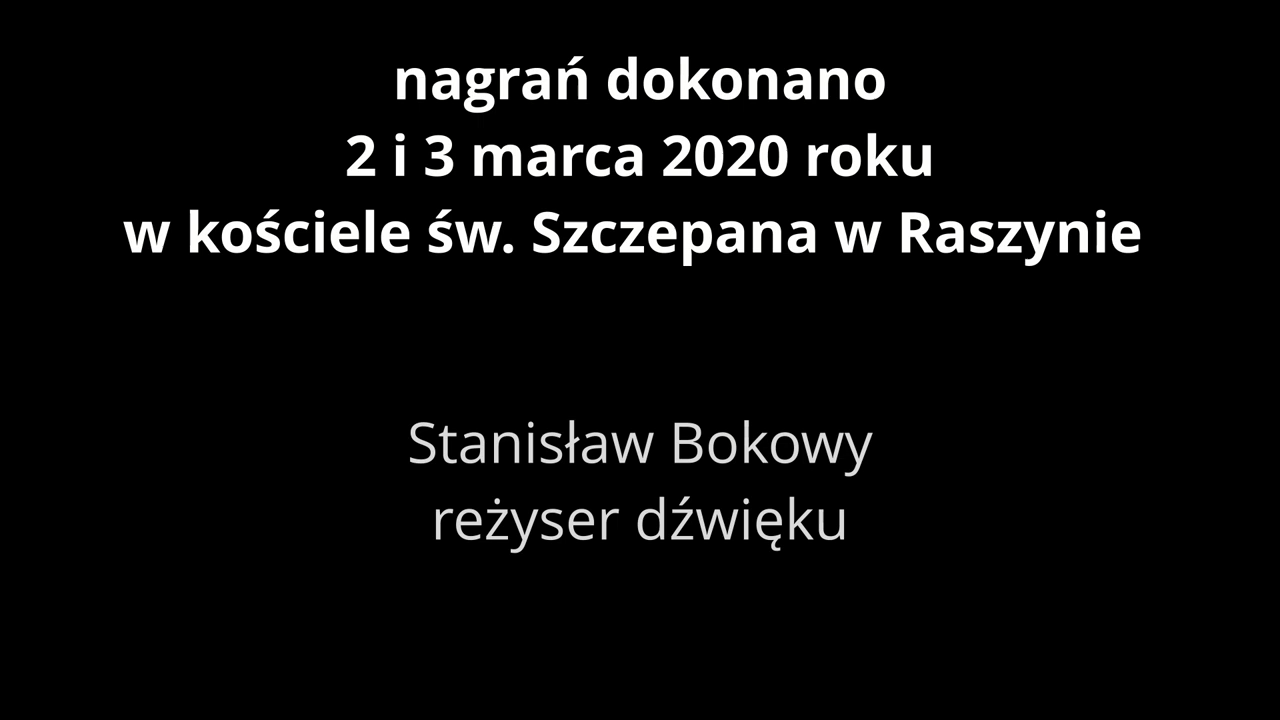 nagrań dokonano
2 i 3 marca 2020 roku
w kościele św. Szczepana w Raszynie
Stanisław Bokowy
reżyser dźwięku